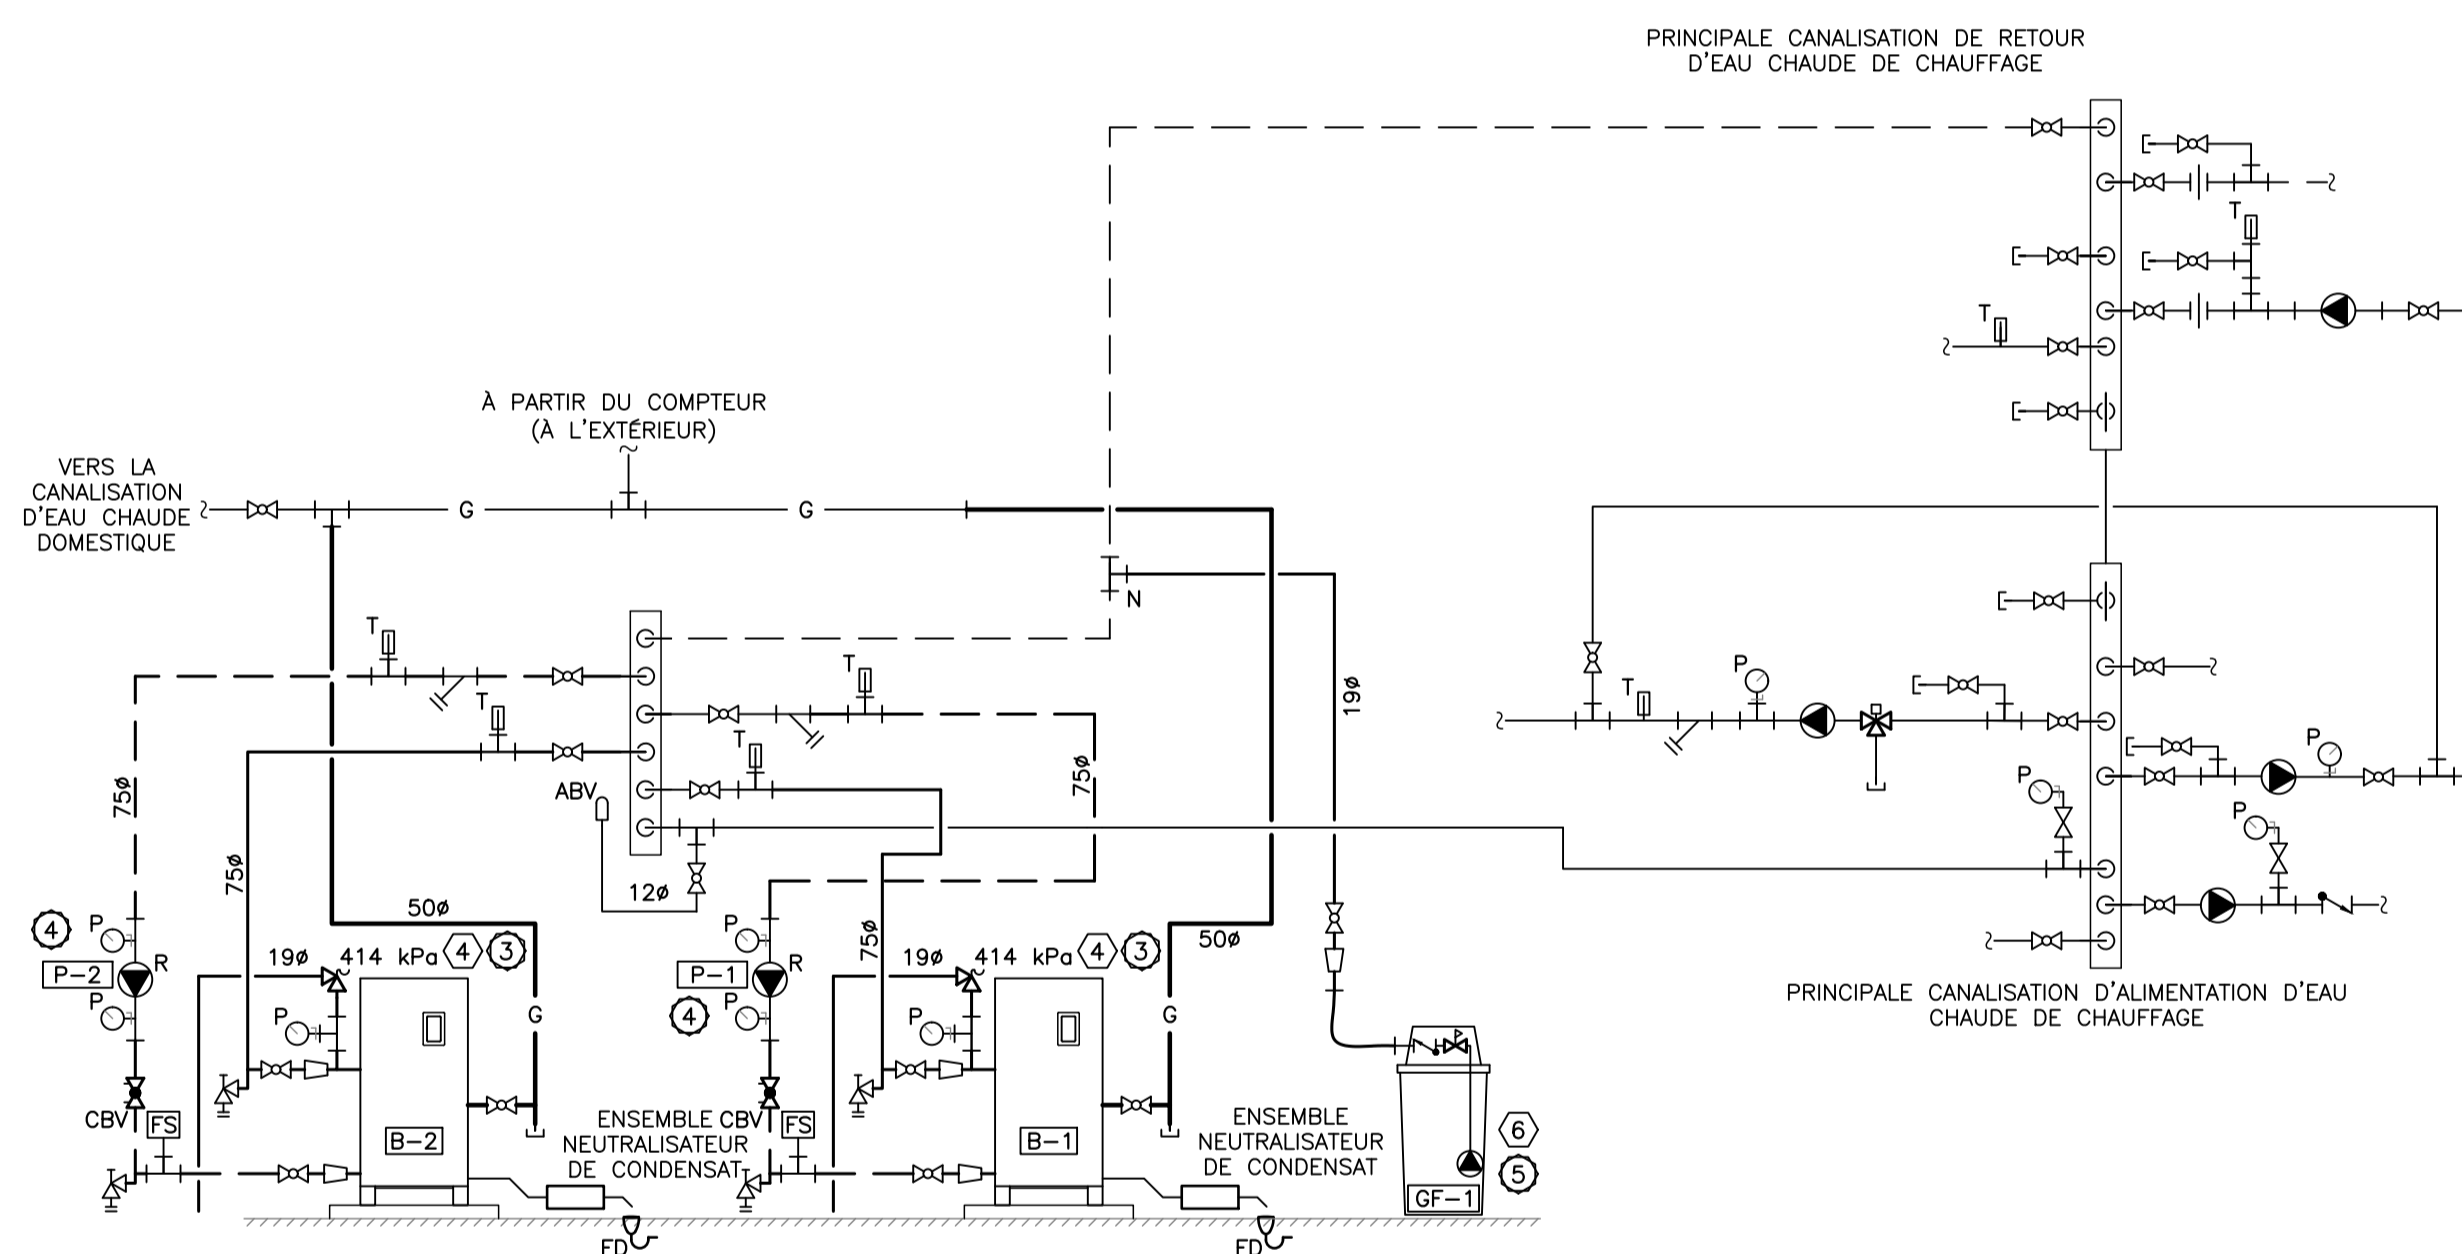 PRINCIPALE CANALISATION DE RETOUR
D'EAU CHAUDE DE CHAUFFAGE
T
T
À PARTIR DU COMPTEUR
(À L'EXTÉRIEUR)
VERS LA
CANALISATION
D'EAU CHAUDE
DOMESTIQUE
G
G
N
T
T
T
T
P
T
19ø
75ø
75ø
75ø
75ø
ABV
12ø
P
P
P
50ø
50ø
4
P
R
P-2
P
19ø
414 kPa
4
3
P
G
P
R
P-1
P
4
19ø
414 kPa
4
3
P
G
PRINCIPALE CANALISATION D'ALIMENTATION D'EAU
CHAUDE DE CHAUFFAGE
CBV
FS
B-2
ENSEMBLE
NEUTRALISATEUR
DE CONDENSAT
CBV
FS
B-1
ENSEMBLE
NEUTRALISATEUR
DE CONDENSAT
6
5
GF-1
FD
FD